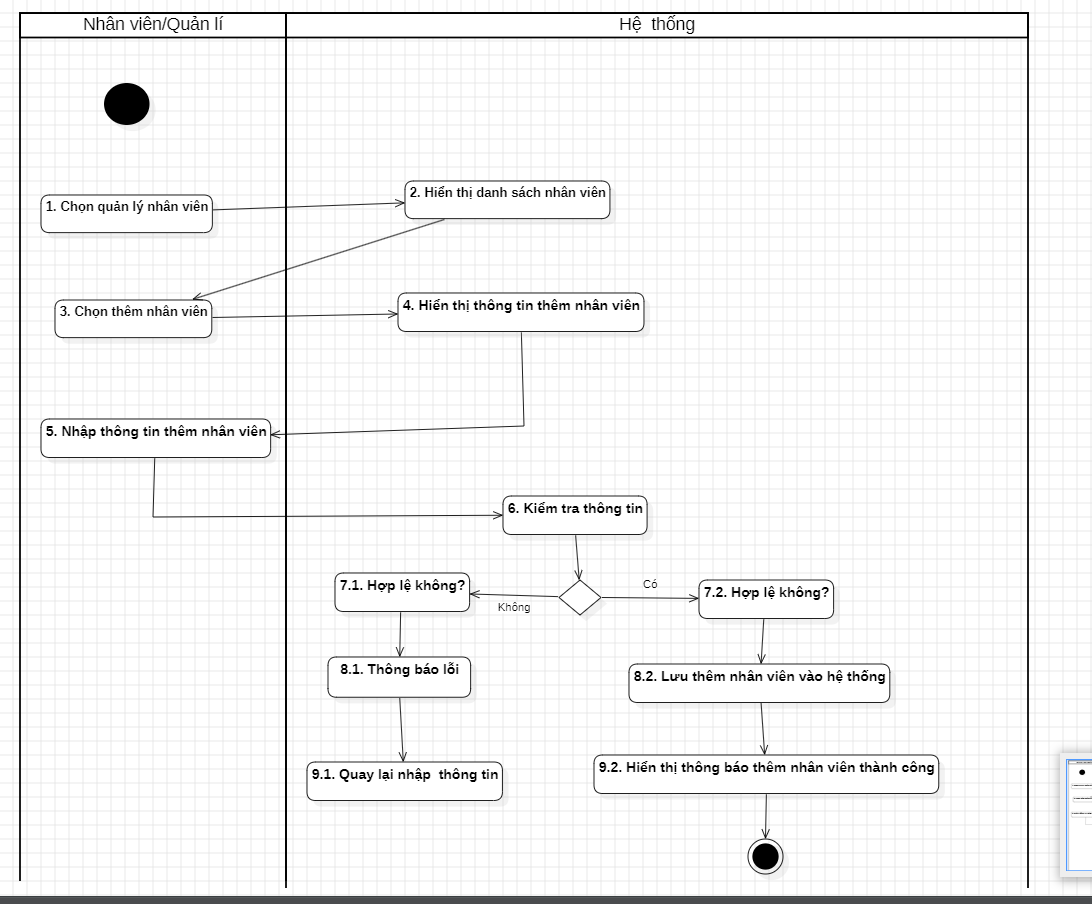 Nhân viên/Quản lí
Hệ thống
1. Chọn quản lý nhân viên
2. Hiển thị danh sách nhân viên
3. Chọn thêm nhân viên
4. Hiển thị thông tin thêm nhân viên
5. Nhập thông tin thêm nhân viên
6. Kiểm tra thông tin
7.1. Hợp lệ không?
Không
Có
7.2. Hợp lệ không?
8.1. Thông báo lỗi
8.2. Lưu thêm nhân viên vào hệ thống
9.1. Quay lại nhập thông tin
9.2. Hiển thị thông báo thêm nhân viên thành công